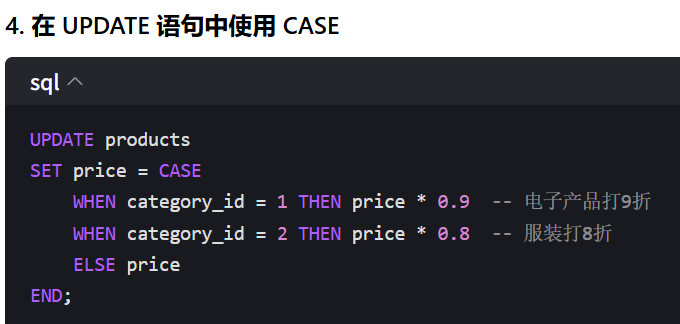 4. 在 UPDATE 语句中使用 CASE
sql
UPDATE products
SET price = CASE
    WHEN category_id = 1 THEN price * 0.9  -- 电子产品打9折
    WHEN category_id = 2 THEN price * 0.8  -- 服装打8折
    ELSE price
END;